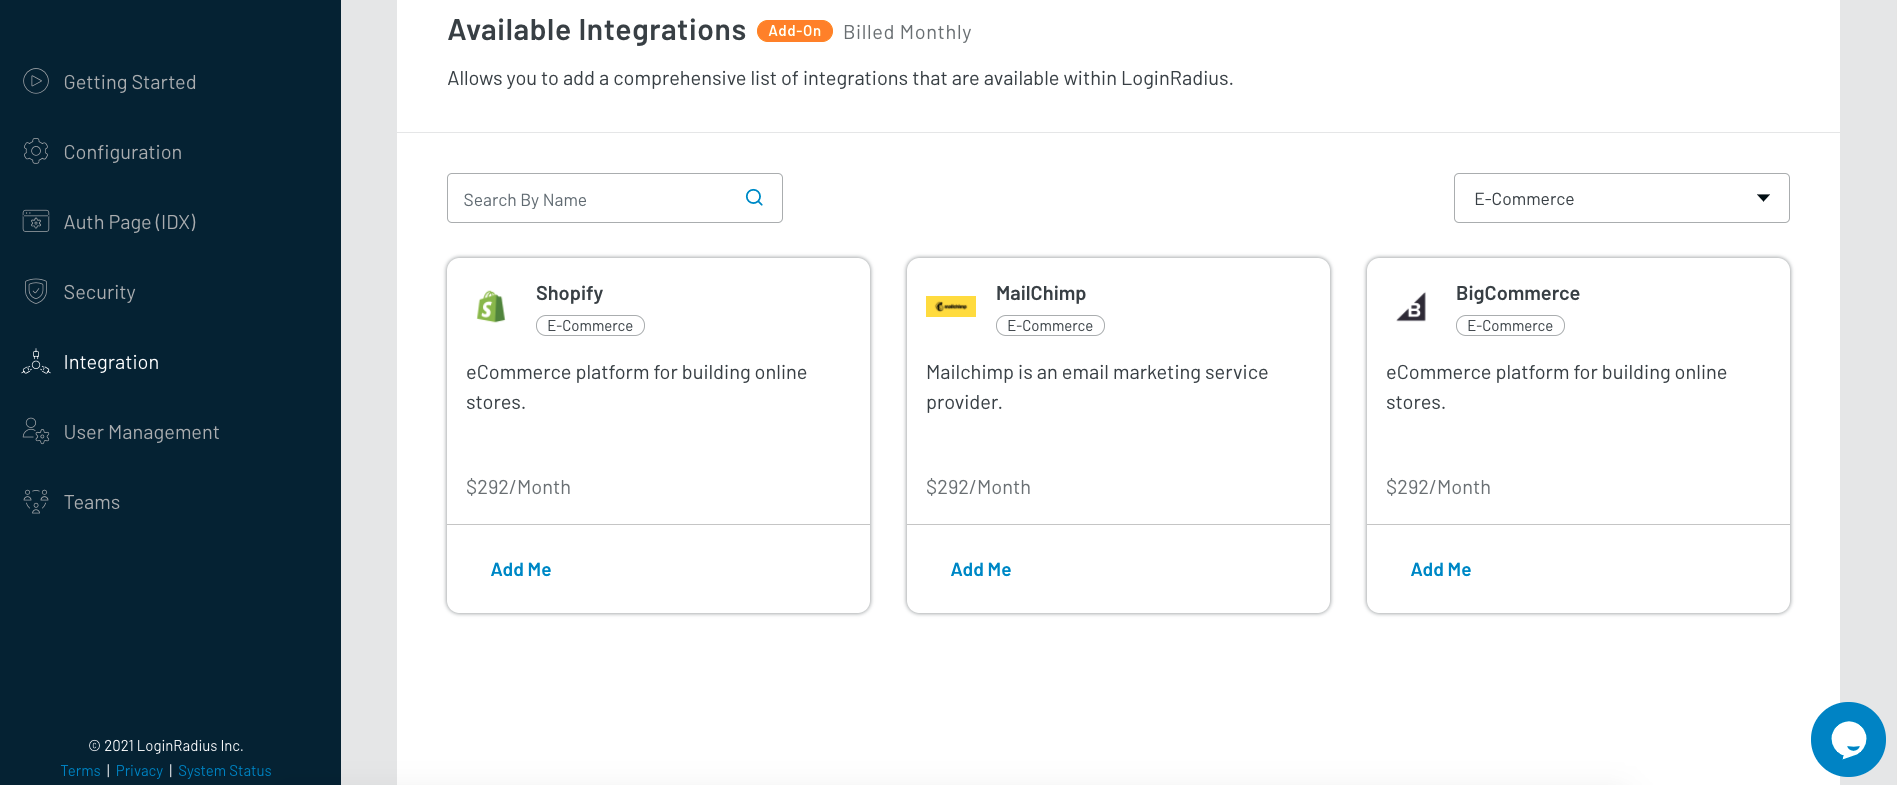 Getting Started
Configuration
Auth Page (IDX)
Security
Integration
User Management
Teams
© 2021 LoginRadius Inc.
Terms | Privacy | System Status
Available Integrations Add-On Billed Monthly
Allows you to add a comprehensive list of integrations that are available within LoginRadius.
Search By Name
E-Commerce
Shopify
E-Commerce
eCommerce platform for building online
stores.
$292/Month
Add Me
mailchimp
MailChimp
E-Commerce
Mailchimp is an email marketing service
provider.
$292/Month
Add Me
B
BigCommerce
E-Commerce
eCommerce platform for building online
stores.
$292/Month
Add Me